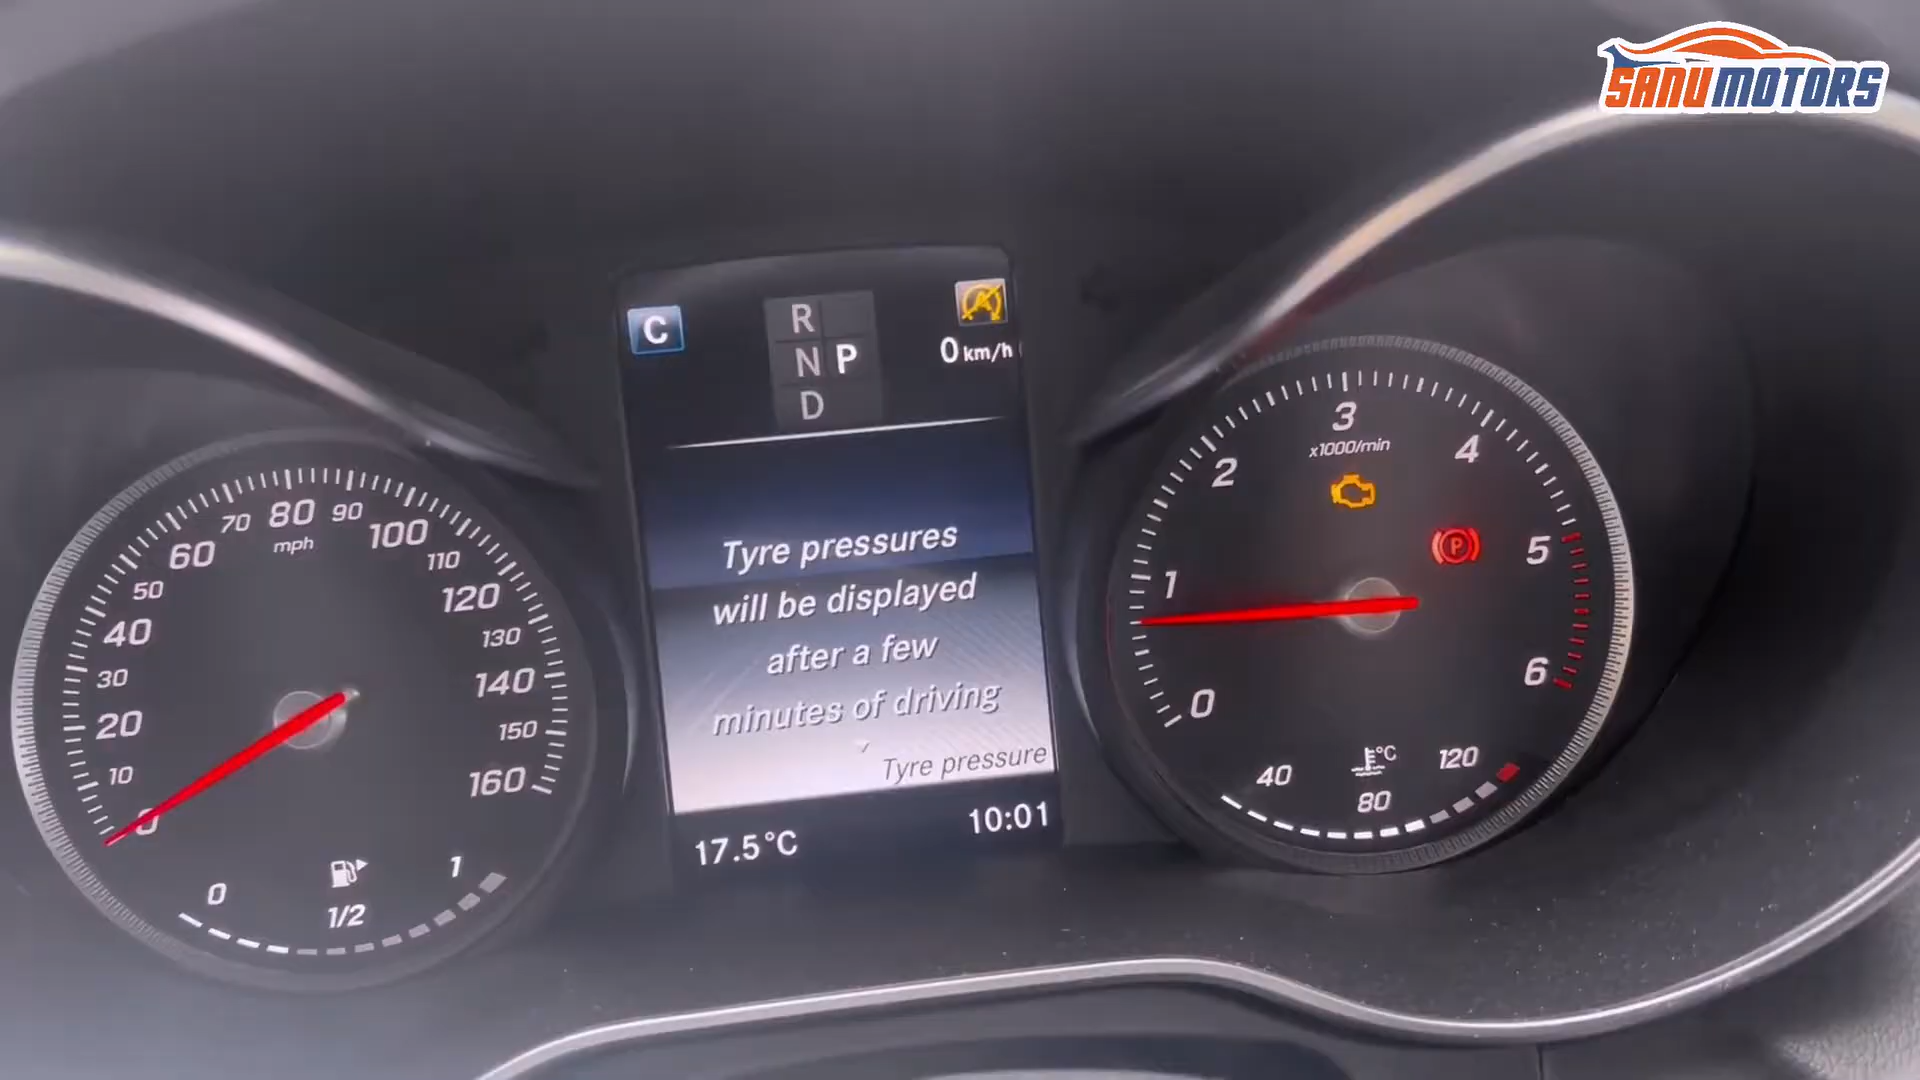 SANU MOTORS
C
R
N P
D
A
0 km/h
Tyre pressures
will be displayed
after a few
minutes of driving
Tyre pressure
17.5°C
10:01
0
10
20
30
40
50
60
70
80
90
100
110
120
130
140
150
160
mph
0
1/2
1
0
1
2
3
4
5
6
x1000/min
P
40
80
120
°C